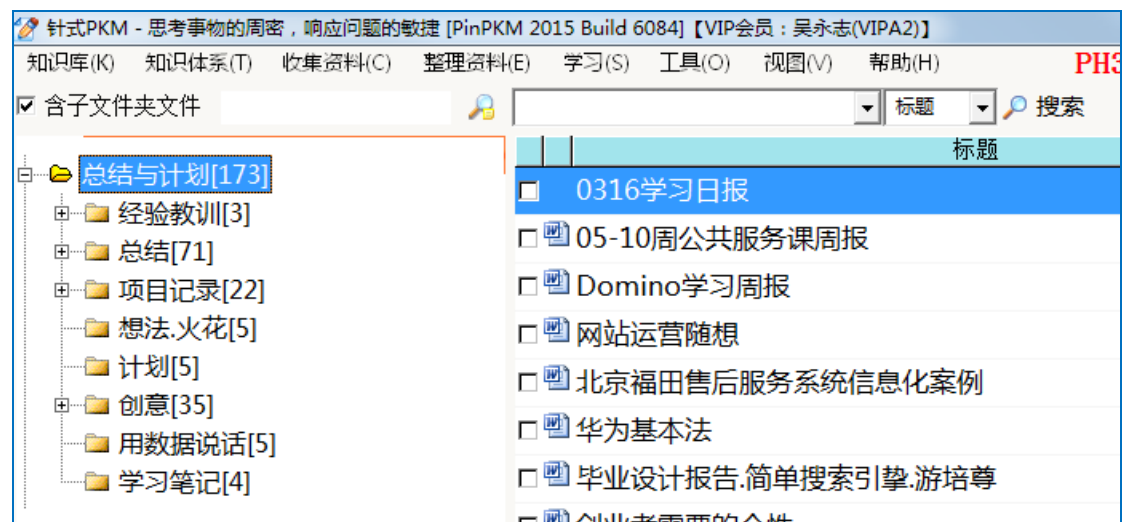 针式PKM - 思考事物的周密，响应问题的敏捷 [PinPKM 2015 Build 6084]【VIP会员：吴永志(VIPA2)】
知识库(K) 知识体系(T) 收集资料(C) 整理资料(E) 学习(S) 工具(O) 视图(V) 帮助(H)
含子文件夹文件 标题 搜索
总结与计划[173]
经验教训[3]
总结[71]
项目记录[22]
想法.火花[5]
计划[5]
创意[35]
用数据说话[5]
学习笔记[4]
标题
0316学习日报
05-10周公共服务课周报
Domino学习周报
网站运营随想
北京福田售后服务系统信息化案例
华为基本法
毕业设计报告.简单搜索引挚.游培尊